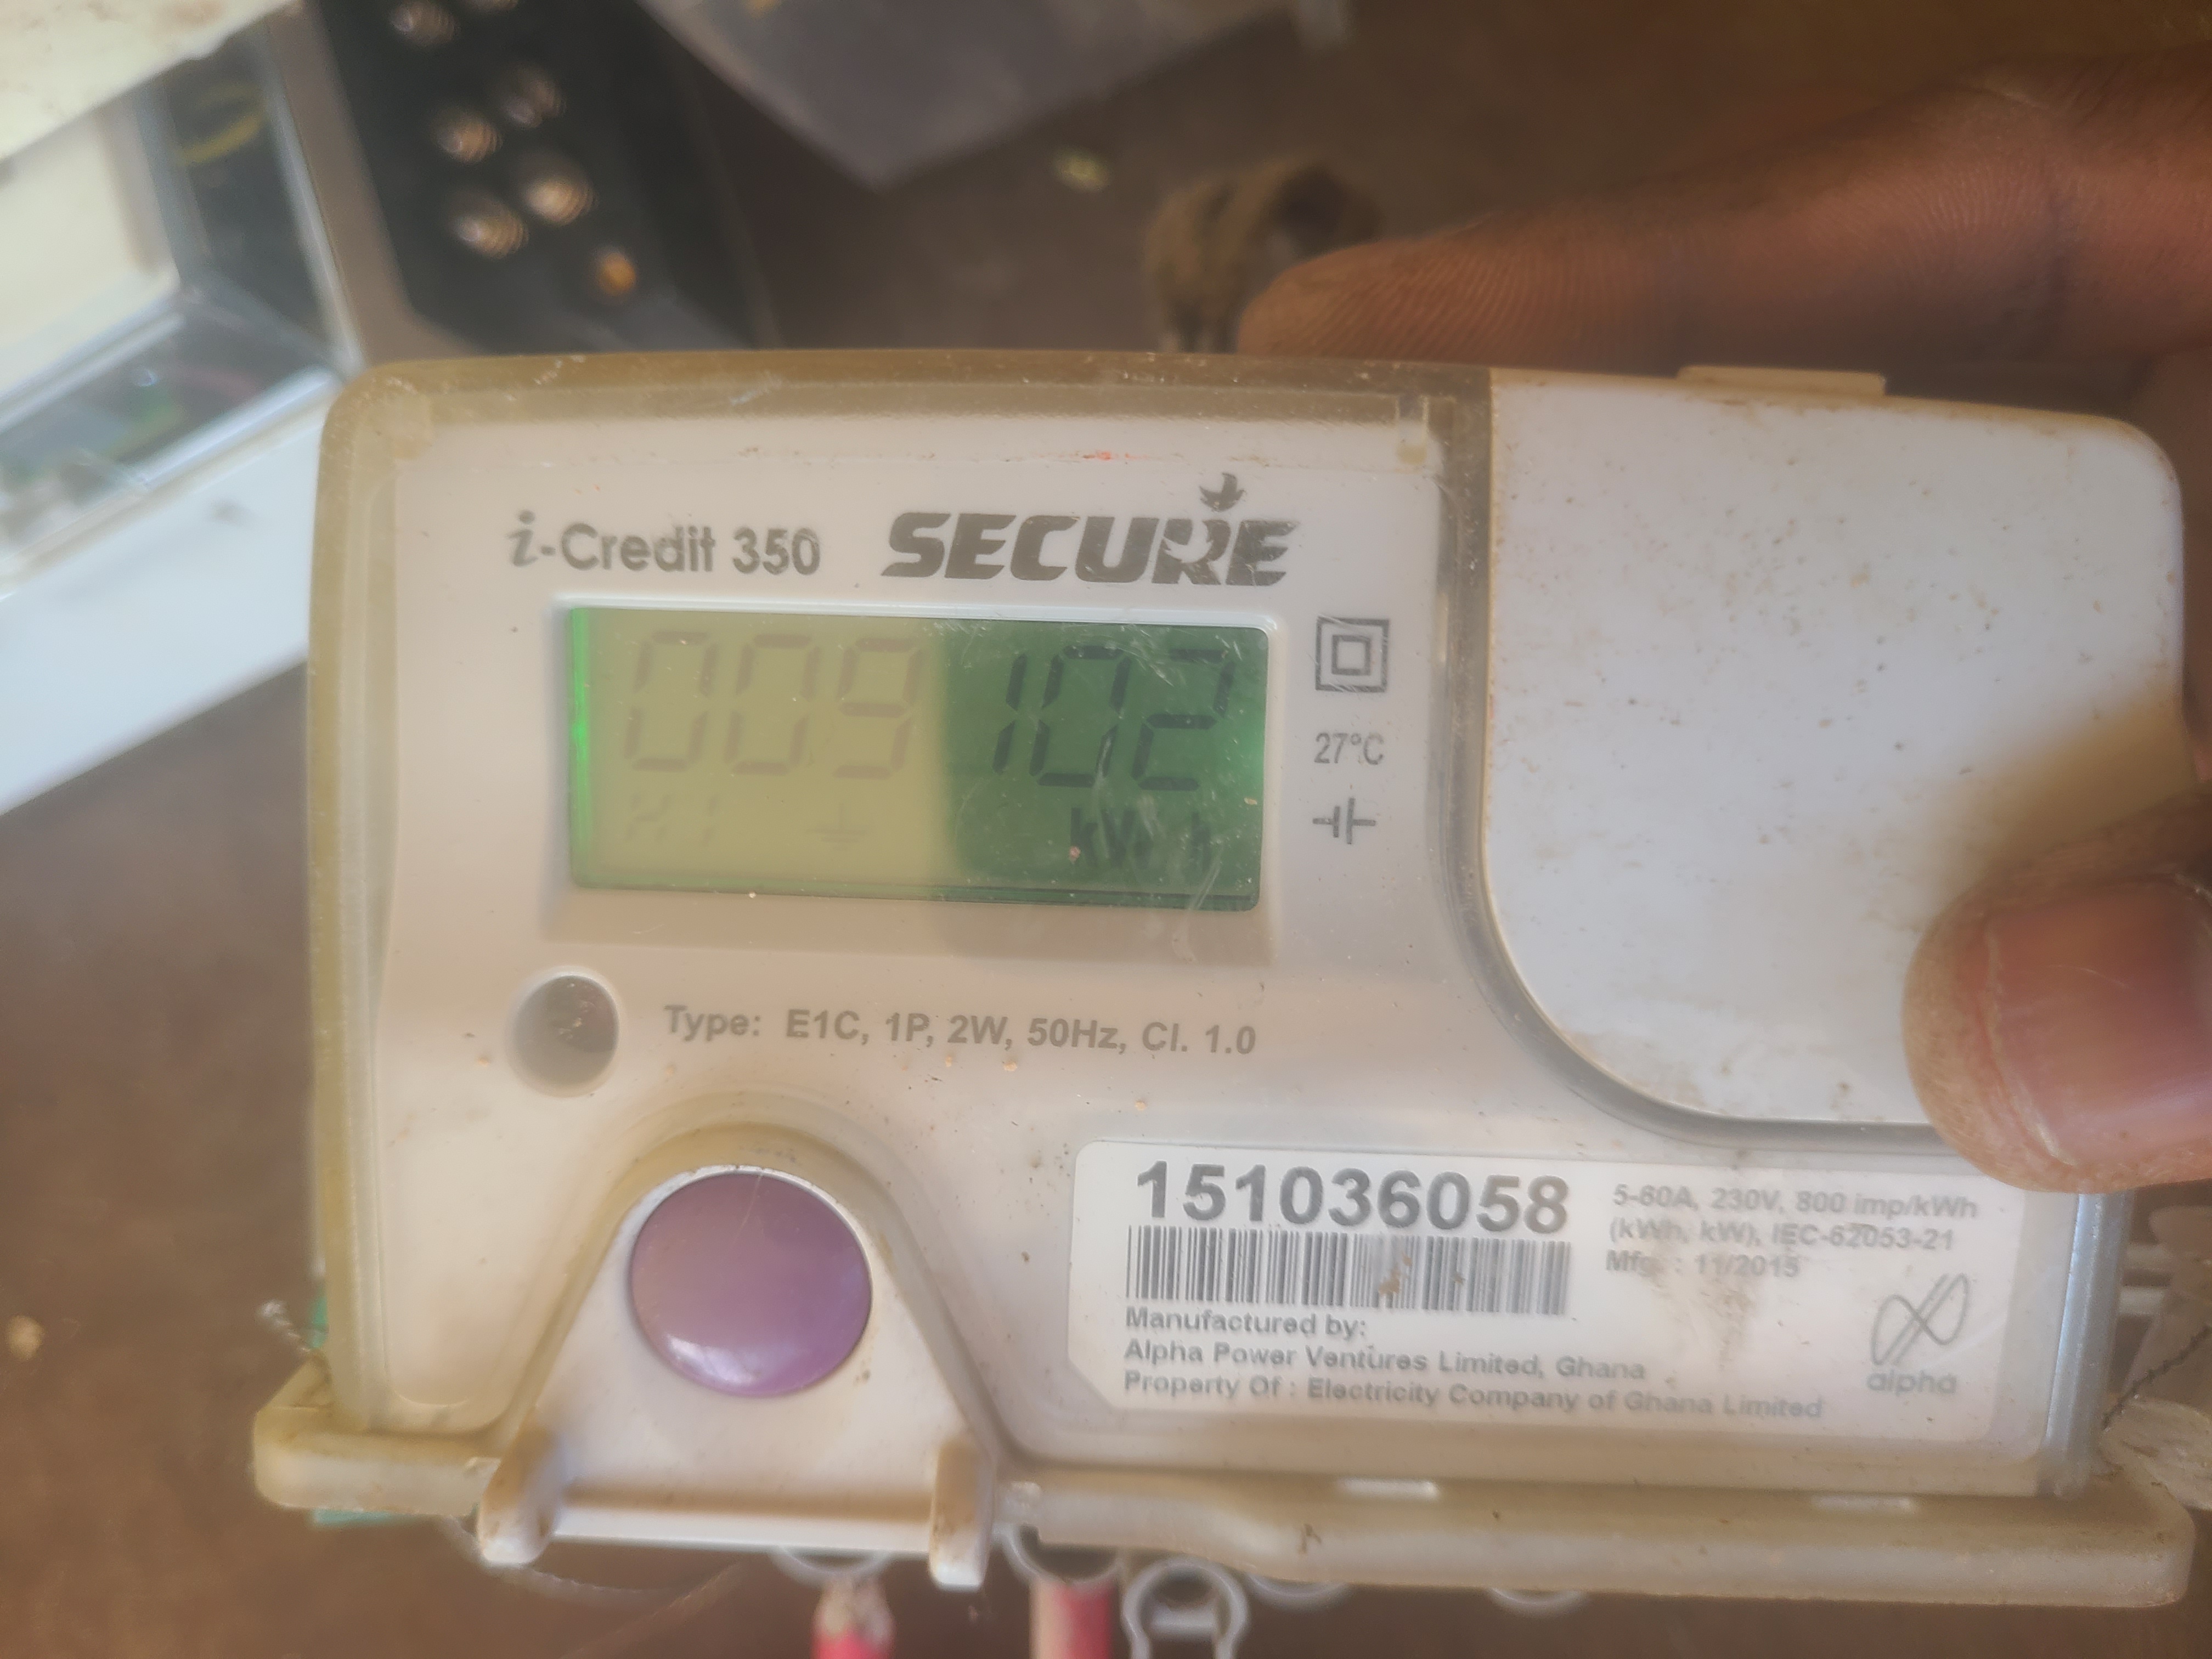 i-Credit 350 SECURE
27°C
kWh
Type: E1C, 1P, 2W, 50Hz, Cl. 1.0
151036058
5-60A, 230V, 800 imp/kWh
(kWh, kW), IEC-62053-21
Mfg : 11/2015
Manufactured by:
Alpha Power Ventures Limited, Ghana
Property Of : Electricity Company of Ghana Limited
alpha